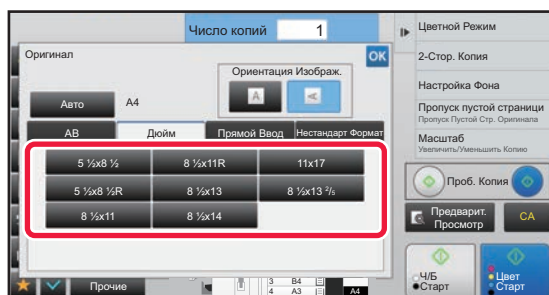 Число копий 1
Оригинал
OK
Ориентация Изображ.
A A
Авто A4
AB Дюйм Прямой Ввод Нестандарт Формат
5 ½x8 ½ 8 ½x11R 11x17
5 ½x8 ½R 8 ½x13 8 ½x13 ²/₅
8 ½x11 8 ½x14
Прочие
3 B4
4 A3 A4
Цветной Режим
2-Стор. Копия
Настройка Фона
Пропуск пустой страници
Пропуск Пустой Стр. Оригинала
Масштаб
Увеличить/Уменьшить Копию
Проб. Копия
Предварит.
Просмотр
CA
Ч/Б
Старт
Цвет
Старт